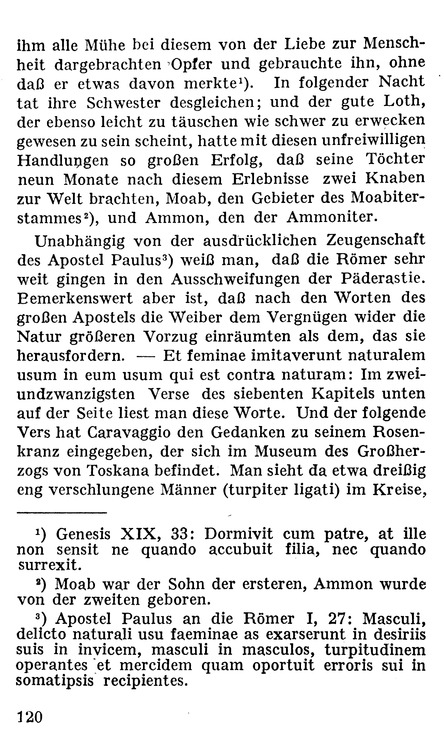 ihm alle Mühe bei diesem von der Liebe zur Mensch-
heit dargebrachten Opfer und gebrauchte ihn, ohne
daß er etwas davon merkte¹). In folgender Nacht
tat ihre Schwester desgleichen; und der gute Loth,
der ebenso leicht zu täuschen wie schwer zu erwecken
gewesen zu sein scheint, hatte mit diesen unfreiwilligen
Handlungen so großen Erfolg, daß seine Töchter
neun Monate nach diesem Erlebnisse zwei Knaben
zur Welt brachten, Moab, den Gebieter des Moabiter-
stammes²), und Ammon, den der Ammoniter.
Unabhängig von der ausdrücklichen Zeugenschaft
des Apostel Paulus³) weiß man, daß die Römer sehr
weit gingen in den Ausschweifungen der Päderastie.
Bemerkenswert aber ist, daß nach den Worten des
großen Apostels die Weiber dem Vergnügen wider die
Natur größeren Vorzug einräumten als dem, das sie
herausfordern. — Et feminae imitaverunt naturalem
usum in eum usum qui est contra naturam: Im zwei-
undzwanzigsten Verse des siebenten Kapitels unten
auf der Seite liest man diese Worte. Und der folgende
Vers hat Caravaggio den Gedanken zu seinem Rosen-
kranz eingegeben, der sich im Museum des Großher-
zogs von Toskana befindet. Man sieht da etwa dreißig
eng verschlungene Männer (turpiter ligati) im Kreise,
¹) Genesis XIX, 33: Dormivit cum patre, at ille
non sensit ne quando accubuit filia, nec quando
surrexit.
²) Moab war der Sohn der ersteren, Ammon wurde
von der zweiten geboren.
³) Apostel Paulus an die Römer I, 27: Masculi,
delicto naturali usu faeminae as exarserunt in desiriis
suis in invicem, masculi in masculos, turpitudinem
operantes et mercidem quam oportuit erroris sui in
somatipsis recipientes.
120